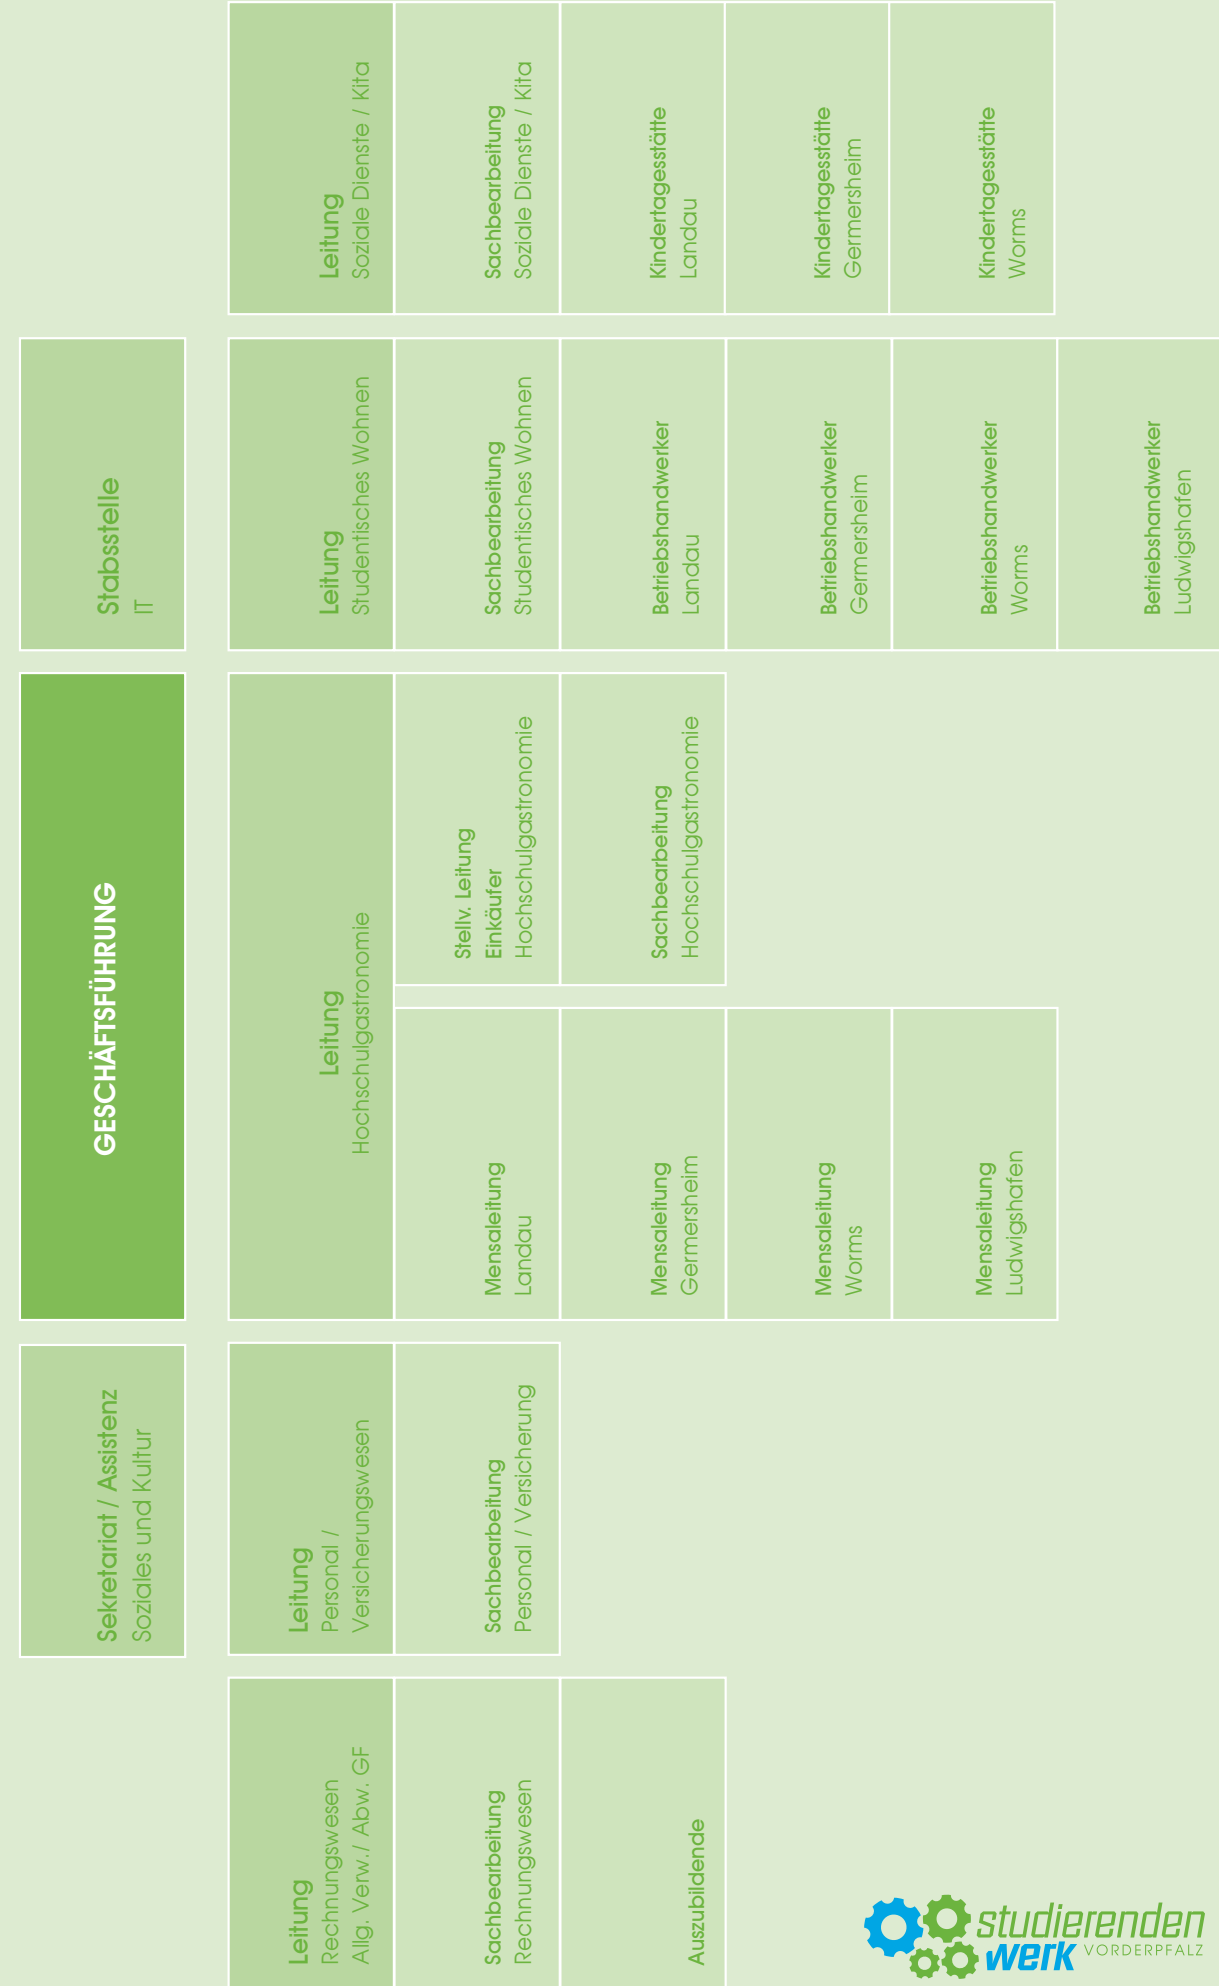 Sekretariat / Assistenz
Soziales und Kultur
GESCHÄFTSFÜHRUNG
Stabsstelle
IT
Leitung
Rechnungswesen
Allg. Verw./ Abw. GF
Sachbearbeitung
Rechnungswesen
Auszubildende
Leitung
Personal /
Versicherungswesen
Sachbearbeitung
Personal / Versicherung
Leitung
Hochschulgastronomie
Mensaleitung
Landau
Mensaleitung
Germersheim
Mensaleitung
Worms
Mensaleitung
Ludwigshafen
Stellv. Leitung
Einkäufer
Hochschulgastronomie
Sachbearbeitung
Hochschulgastronomie
Leitung
Studentisches Wohnen
Sachbearbeitung
Studentisches Wohnen
Betriebshandwerker
Landau
Betriebshandwerker
Germersheim
Betriebshandwerker
Worms
Betriebshandwerker
Ludwigshafen
Leitung
Soziale Dienste / Kita
Sachbearbeitung
Soziale Dienste / Kita
Kindertagesstätte
Landau
Kindertagesstätte
Germersheim
Kindertagesstätte
Worms
studierenden
werk VORDERPFALZ